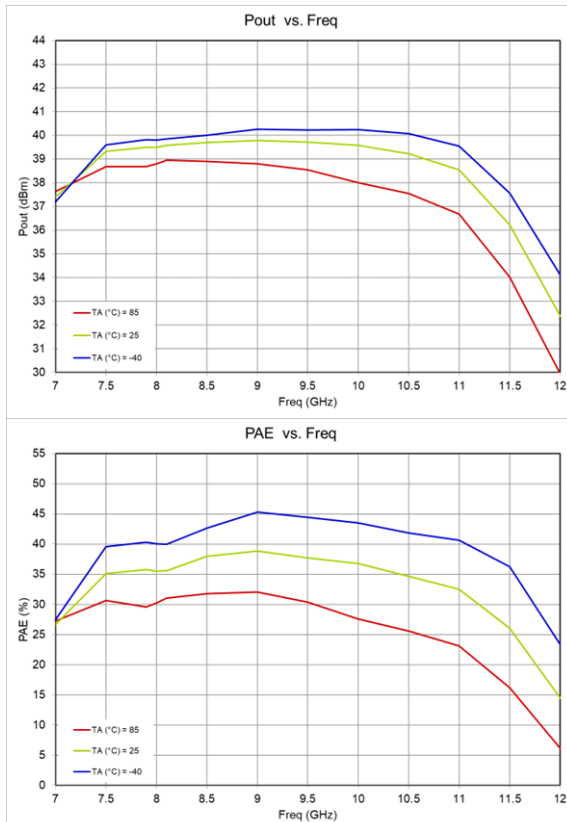 Pout vs. Freq
44
43
42
41
40
39
38
37
36
35
34
33
32
31
30
Pout (dBm)
TA (°C) = 85
TA (°C) = 25
TA (°C) = -40
7 7.5 8 8.5 9 9.5 10 10.5 11 11.5 12
Freq (GHz)
PAE vs. Freq
55
50
45
40
35
30
25
20
15
10
5
0
PAE (%)
TA (°C) = 85
TA (°C) = 25
TA (°C) = -40
7 7.5 8 8.5 9 9.5 10 10.5 11 11.5 12
Freq (GHz)